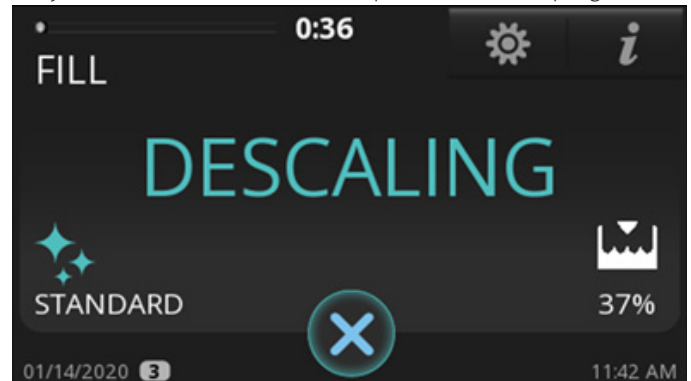 0:36
i
FILL
DESCALING
STANDARD
37%
01/14/2020 3
11:42 AM